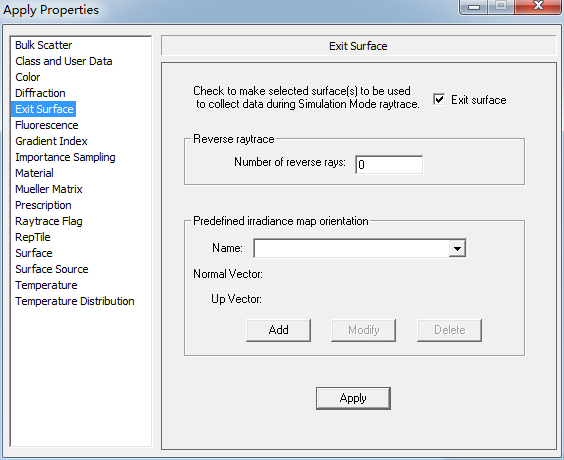 Apply Properties
Bulk Scatter
Class and User Data
Color
Diffraction
Exit Surface
Fluorescence
Gradient Index
Importance Sampling
Material
Mueller Matrix
Prescription
Raytrace Flag
RepTile
Surface
Surface Source
Temperature
Temperature Distribution
Exit Surface
Check to make selected surface(s) to be used
to collect data during Simulation Mode raytrace.
Exit surface
Reverse raytrace
Number of reverse rays:
0
Predefined irradiance map orientation
Name:
Normal Vector:
Up Vector:
Add
Modify
Delete
Apply